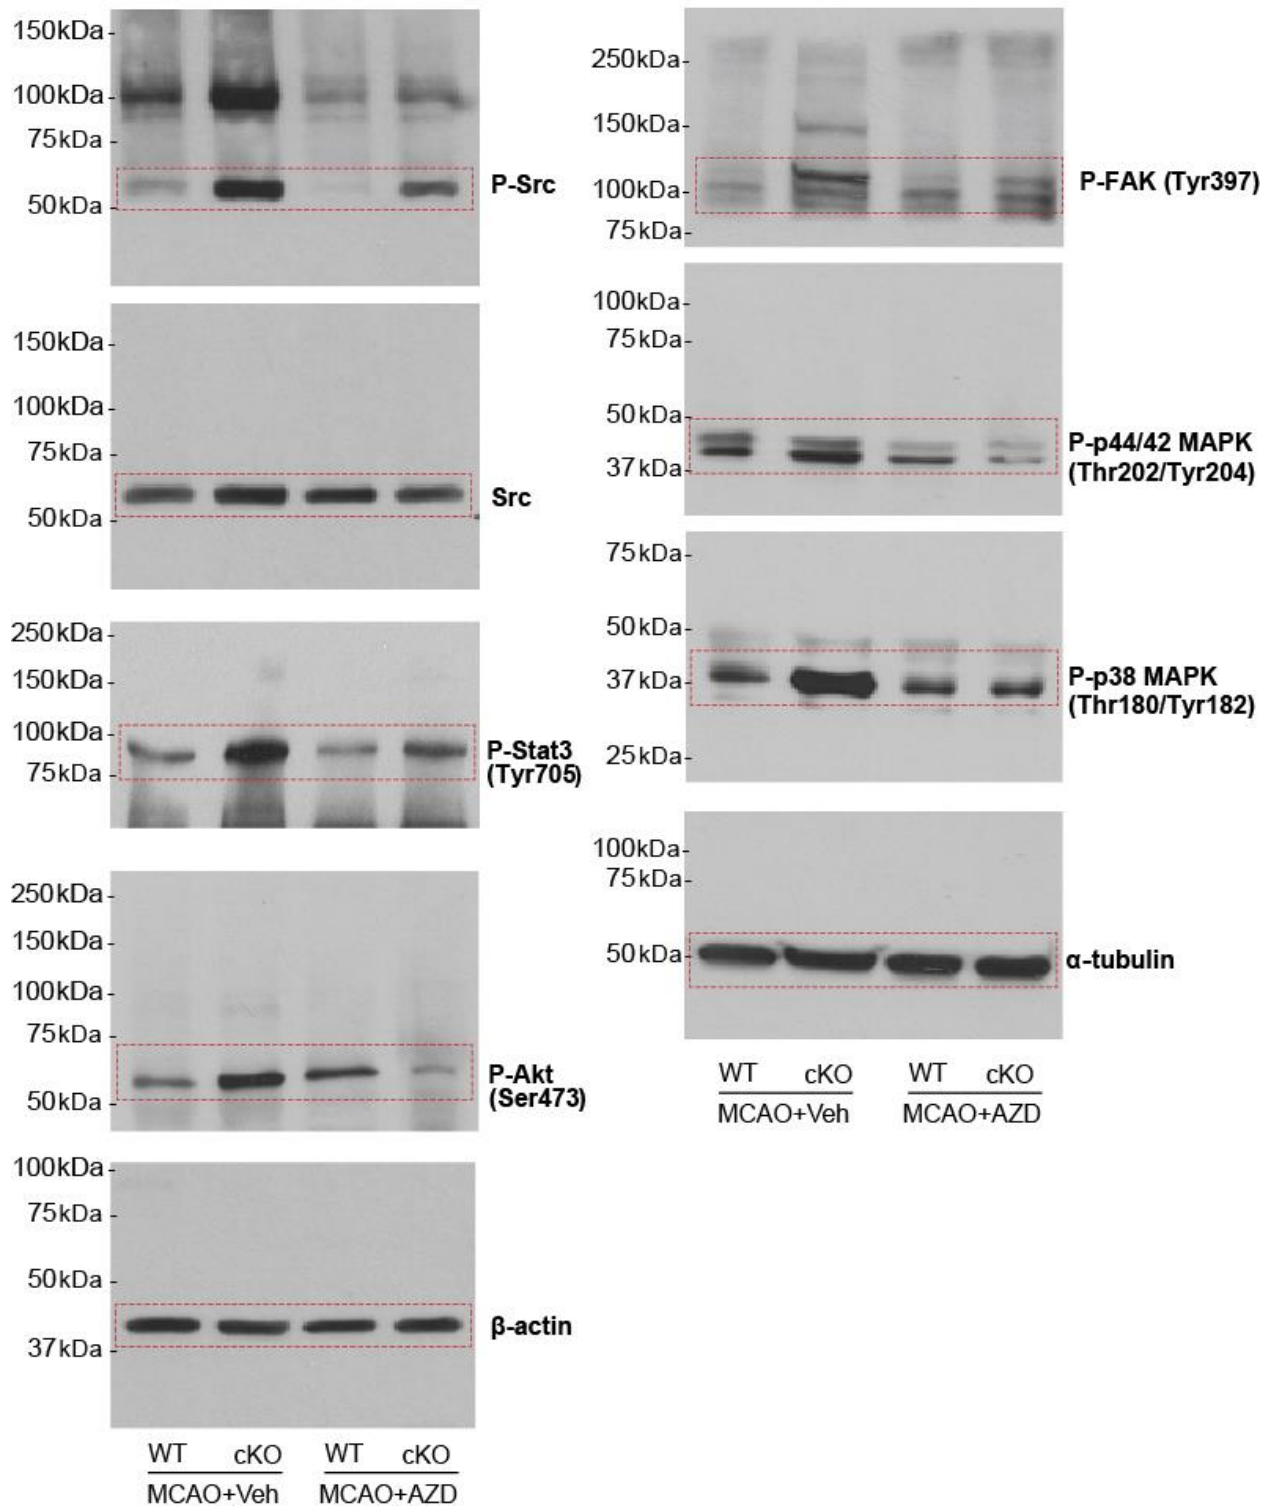 150kDa
100kDa
75kDa
50kDa
P-Src
150kDa
100kDa
75kDa
50kDa
Src
250kDa
150kDa
100kDa
75kDa
P-Stat3
(Tyr705)
250kDa
150kDa
100kDa
75kDa
50kDa
P-Akt
(Ser473)
100kDa
75kDa
50kDa
37kDa
β-actin
WT cKO WT cKO
MCAO+Veh MCAO+AZD
250kDa
150kDa
100kDa
75kDa
P-FAK (Tyr397)
100kDa
75kDa
50kDa
37kDa
P-p44/42 MAPK
(Thr202/Tyr204)
75kDa
50kDa
37kDa
25kDa
P-p38 MAPK
(Thr180/Tyr182)
100kDa
75kDa
50kDa
α-tubulin
WT cKO WT cKO
MCAO+Veh MCAO+AZD